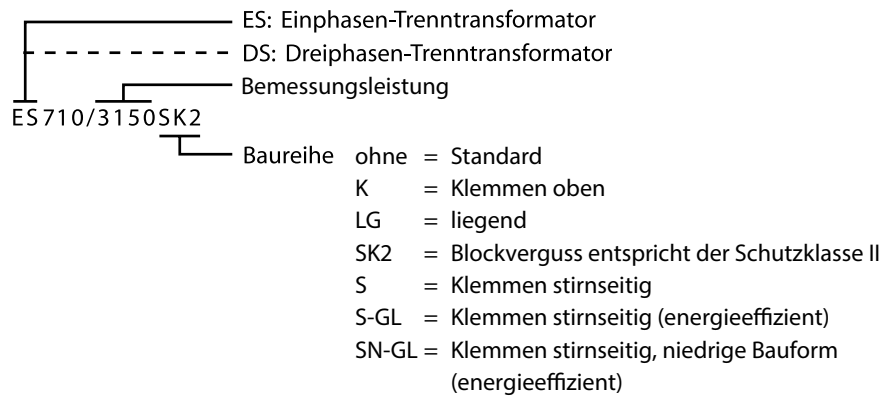 ES: Einphasen-Trenntransformator
DS: Dreiphasen-Trenntransformator
Bemessungsleistung
ES710/3150SK2
Baureihe ohne = Standard
K = Klemmen oben
LG = liegend
SK2 = Blockverguss entspricht der Schutzklasse II
S = Klemmen stirnseitig
S-GL = Klemmen stirnseitig (energieeffizient)
SN-GL = Klemmen stirnseitig, niedrige Bauform
(energieeffizient)